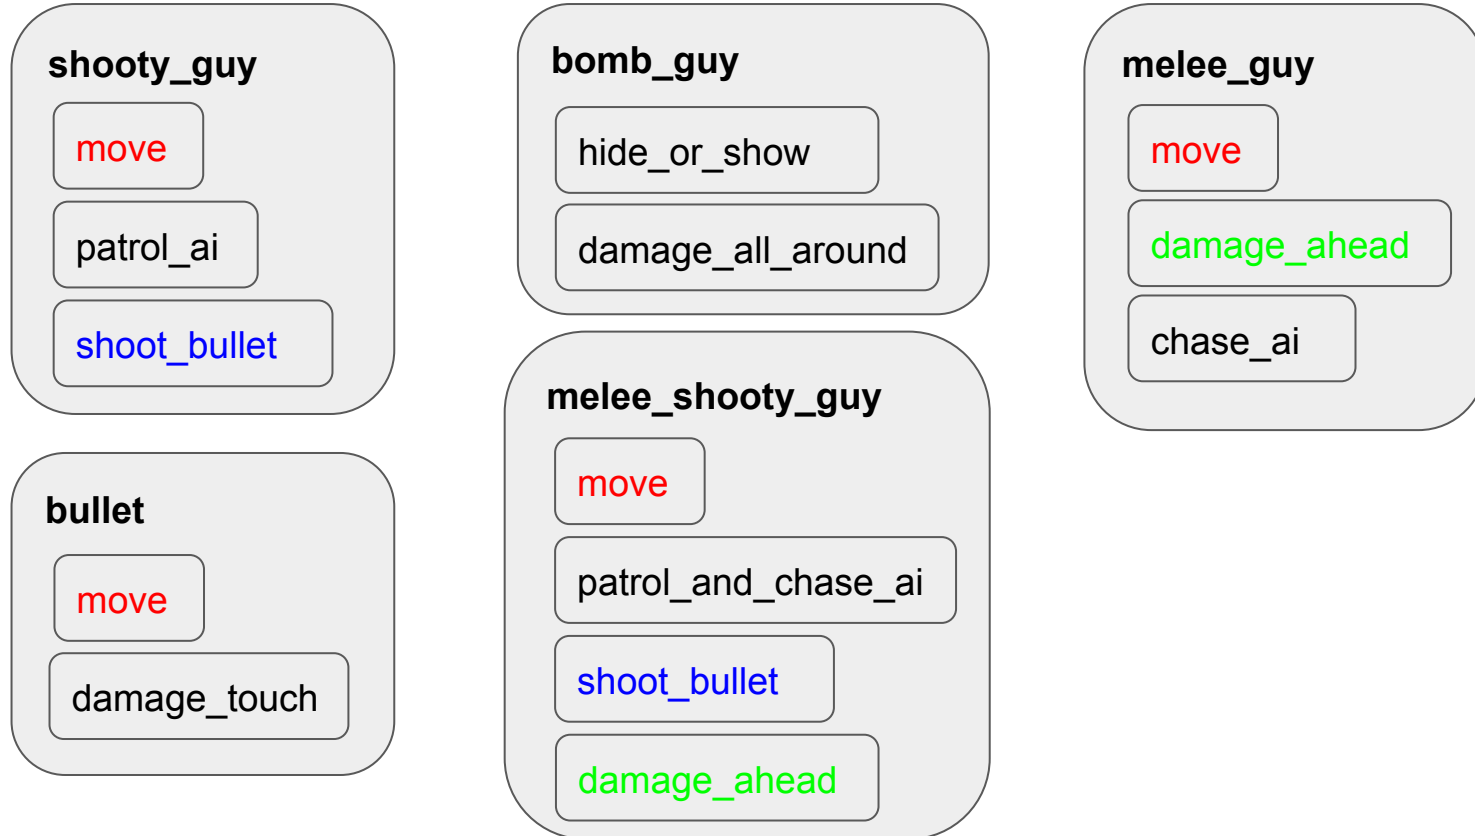 shooty_guy
move
patrol_ai
shoot_bullet
bullet
move
damage_touch
bomb_guy
hide_or_show
damage_all_around
melee_shooty_guy
move
patrol_and_chase_ai
shoot_bullet
damage_ahead
melee_guy
move
damage_ahead
chase_ai